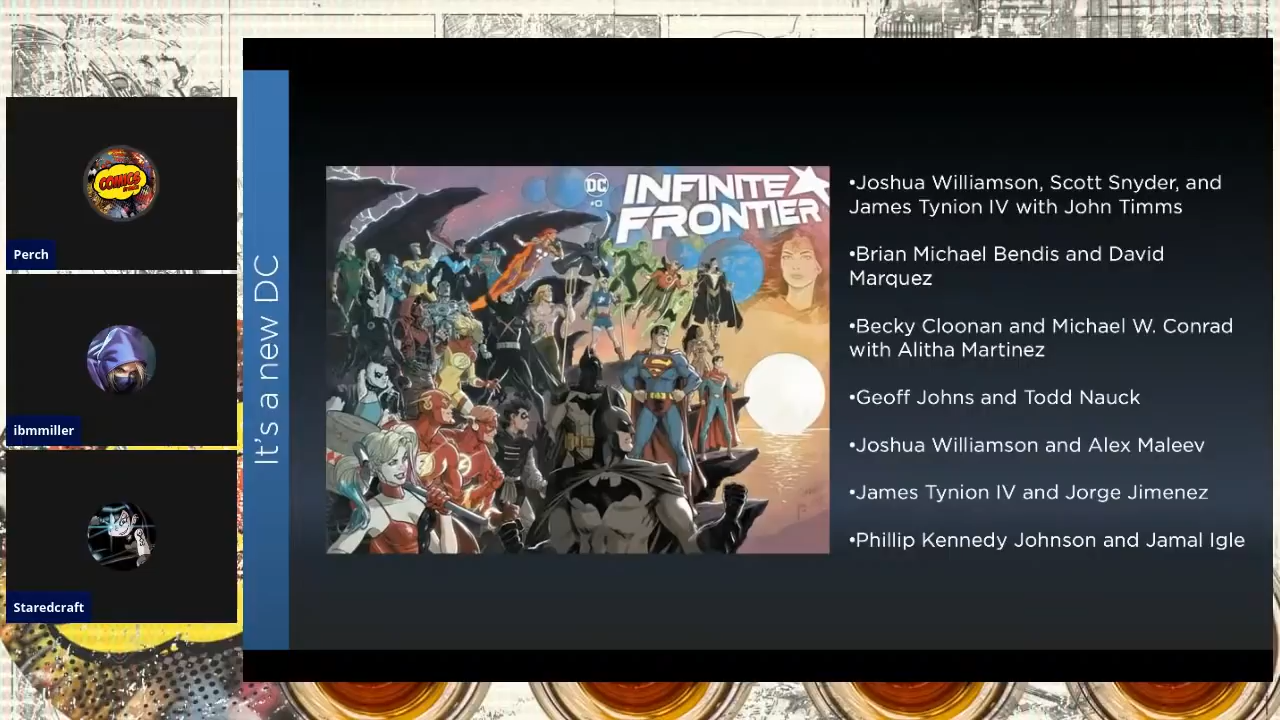 COMICS
Perch
ibmmiller
Staredcraft
It's a new DC
DC
#0
INFINITE
FRONTIER
•Joshua Williamson, Scott Snyder, and
James Tynion IV with John Timms
•Brian Michael Bendis and David
Marquez
•Becky Cloonan and Michael W. Conrad
with Alitha Martinez
•Geoff Johns and Todd Nauck
•Joshua Williamson and Alex Maleev
•James Tynion IV and Jorge Jimenez
•Phillip Kennedy Johnson and Jamal Igle